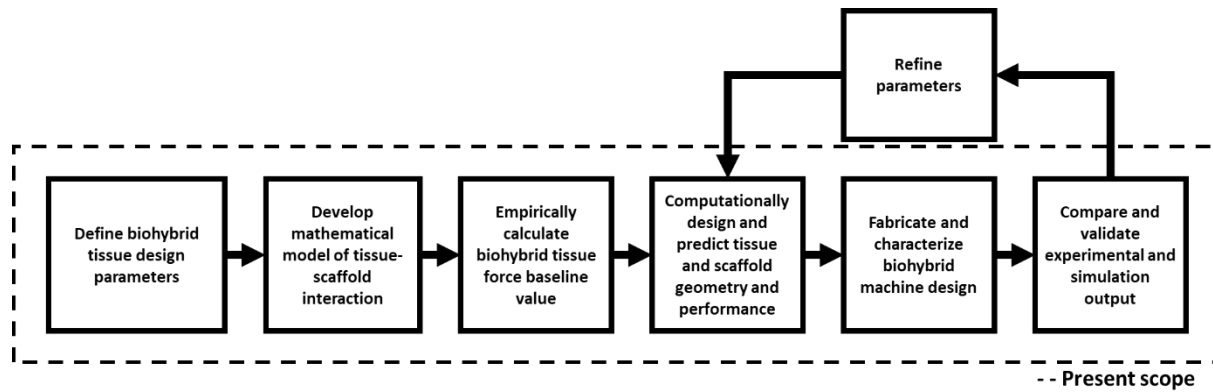 Refine
parameters
Define biohybrid
tissue design
parameters
Develop
mathematical
model of tissue-
scaffold
interaction
Empirically
calculate
biohybrid tissue
force baseline
value
Computationally
design and
predict tissue
and scaffold
geometry and
performance
Fabricate and
characterize
biohybrid
machine design
Compare and
validate
experimental and
simulation
output
- - Present scope